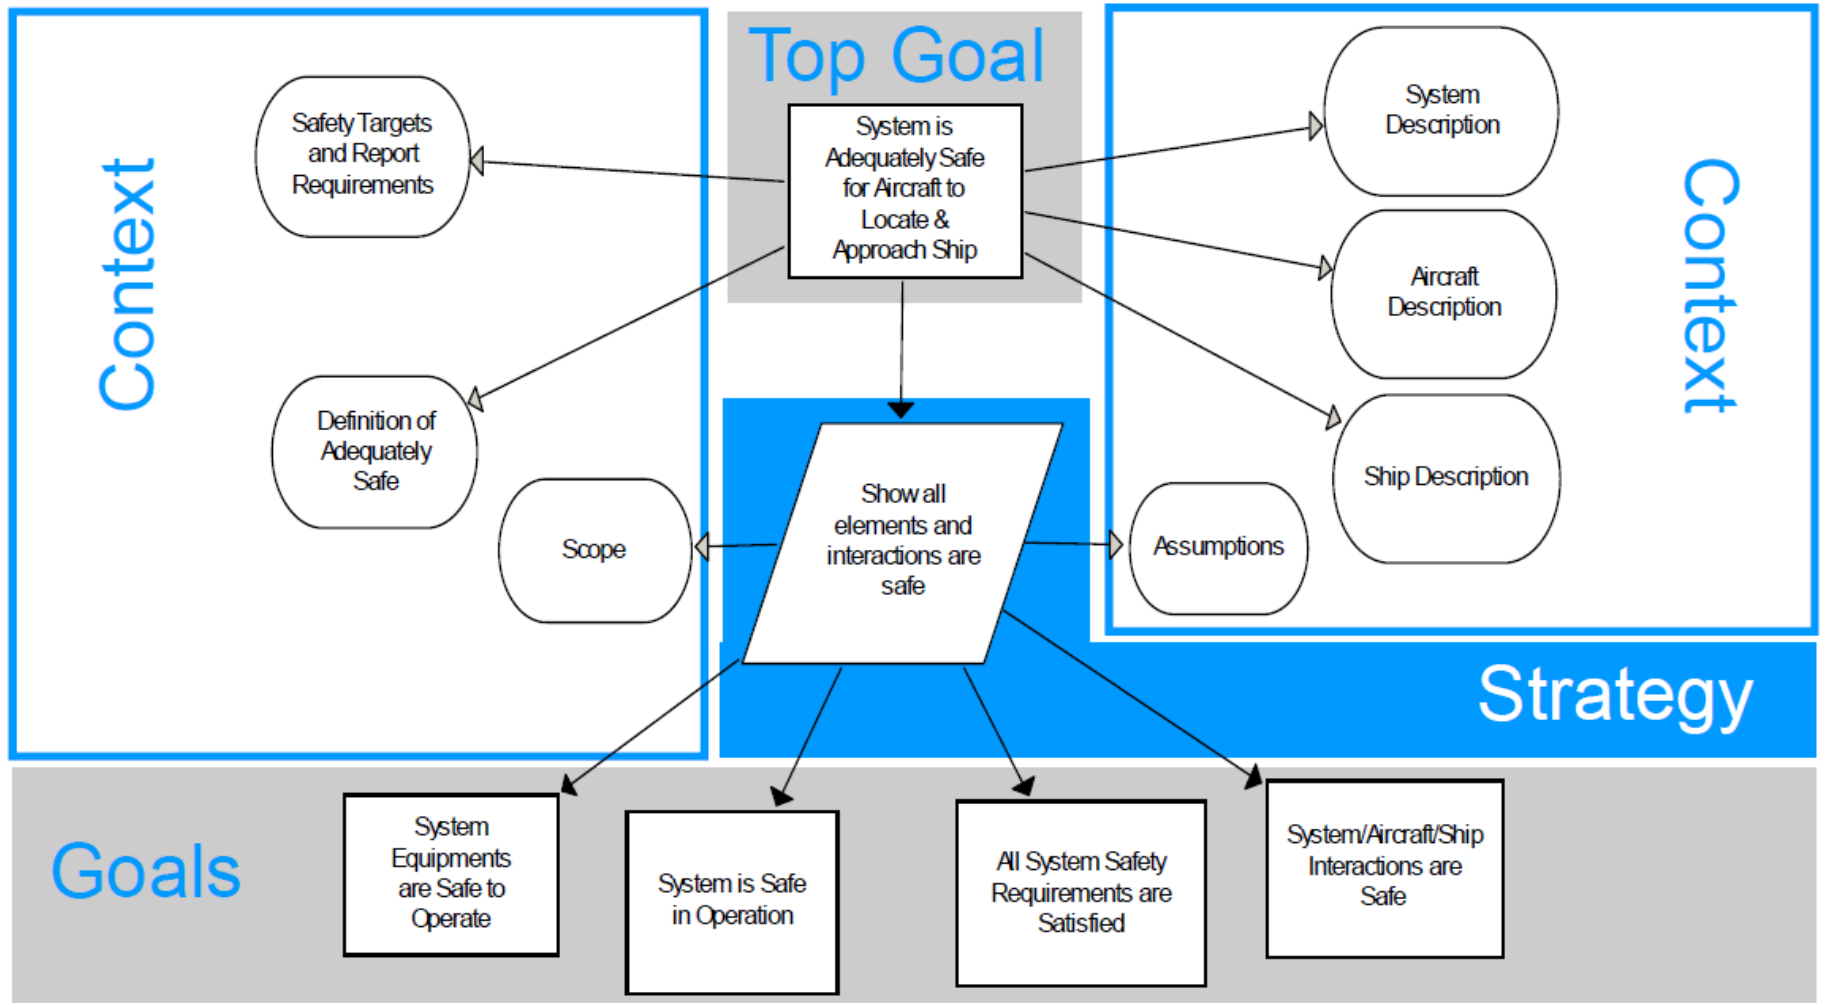 Top Goal
System is
Adequately Safe
for Aircraft to
Locate &
Approach Ship
Context
Safety Targets
and Report
Requirements
Definition of
Adequately
Safe
Scope
Context
System
Description
Aircraft
Description
Ship Description
Assumptions
Show all
elements and
interactions are
safe
Strategy
Goals
System
Equipments
are Safe to
Operate
System is Safe
in Operation
All System Safety
Requirements are
Satisfied
System/Aircraft/Ship
Interactions are
Safe